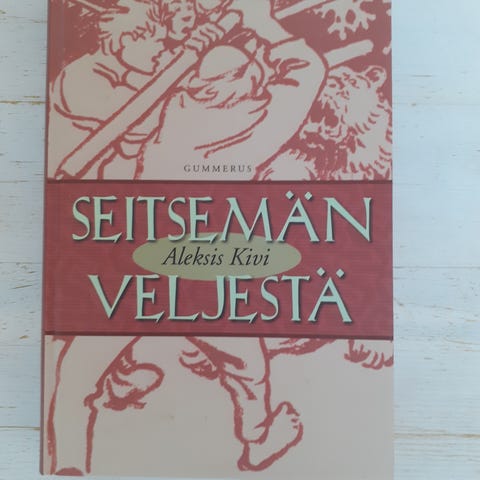 GUMMERUS
SEITSEMÄN
Aleksis Kivi
VELJESTÄ